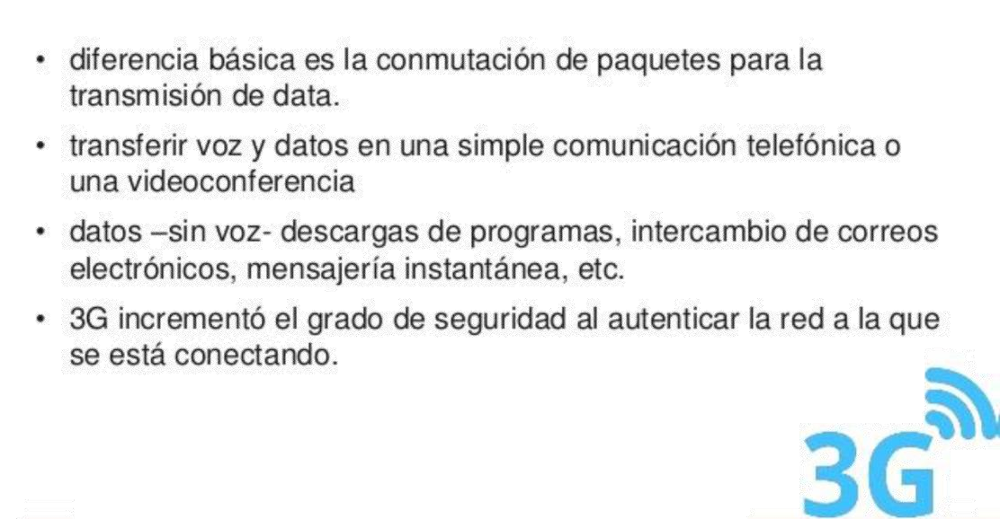 • diferencia básica es la conmutación de paquetes para la
transmisión de data.
• transferir voz y datos en una simple comunicación telefónica o
una videoconferencia
• datos –sin voz- descargas de programas, intercambio de correos
electrónicos, mensajería instantánea, etc.
• 3G incrementó el grado de seguridad al autenticar la red a la que
se está conectando.
3G